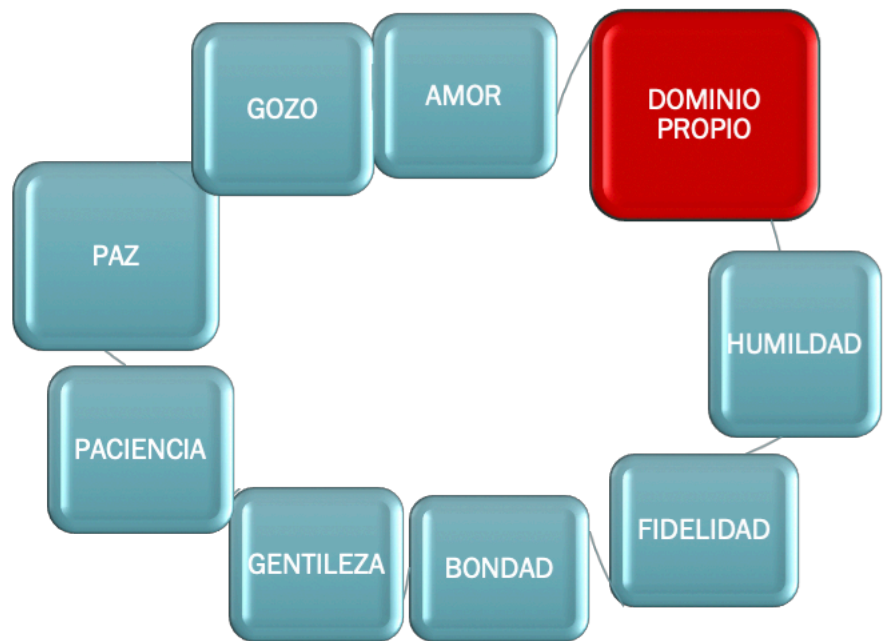 GOZO
AMOR
DOMINIO
PROPIO
PAZ
HUMILDAD
PACIENCIA
FIDELIDAD
GENTILEZA
BONDAD